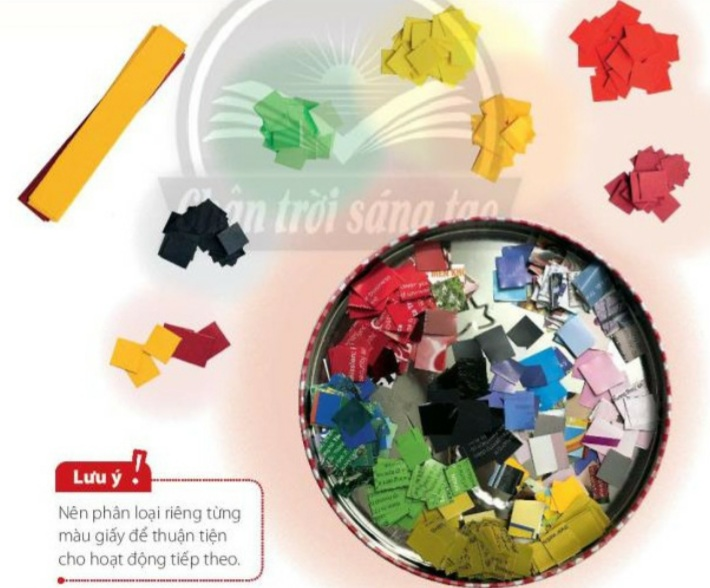 Chân trời sáng tạo
Lưu ý !
Nên phân loại riêng từng
màu giấy để thuận tiện
cho hoạt động tiếp theo.